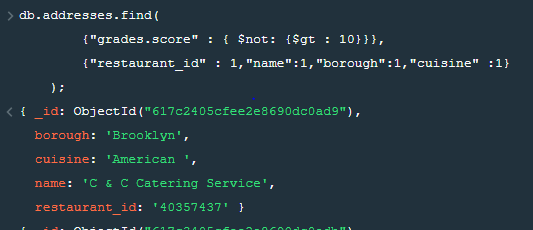 > db.addresses.find(
{"grades.score" : { $not: {$gt : 10}}},
{"restaurant_id" : 1,"name":1,"borough":1,"cuisine" :1}
);
< { _id: ObjectId("617c2405cfee2e8690dc0ad9"),
borough: 'Brooklyn',
cuisine: 'American ',
name: 'C & C Catering Service',
restaurant_id: '40357437' }